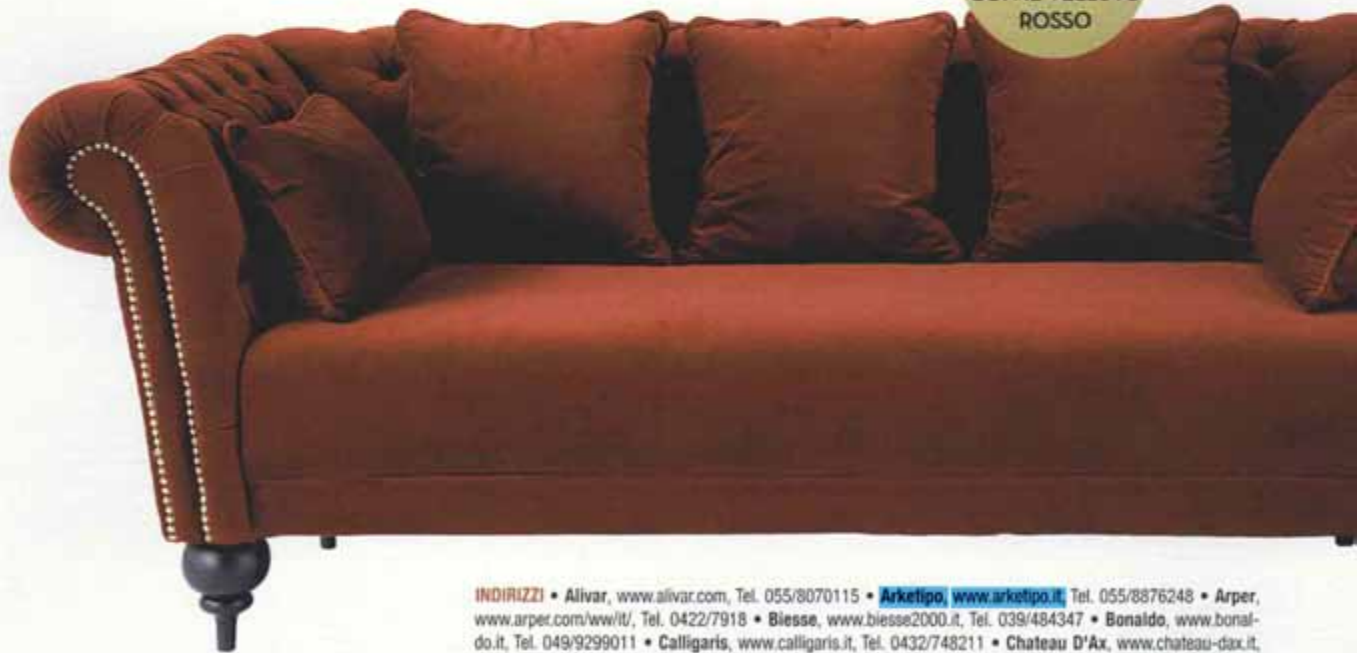 ROSSO
INDIRIZZI • Alivar, www.alivar.com, Tel. 055/8070115 • Arketipo, www.arketipo.it, Tel. 055/8876248 • Arper,
www.arper.com/ww/it/, Tel. 0422/7918 • Biesse, www.biesse2000.it, Tel. 039/484347 • Bonaldo, www.bonal-
do.it, Tel. 049/9299011 • Calligaris, www.calligaris.it, Tel. 0432/748211 • Chateau D'Ax, www.chateau-dax.it,